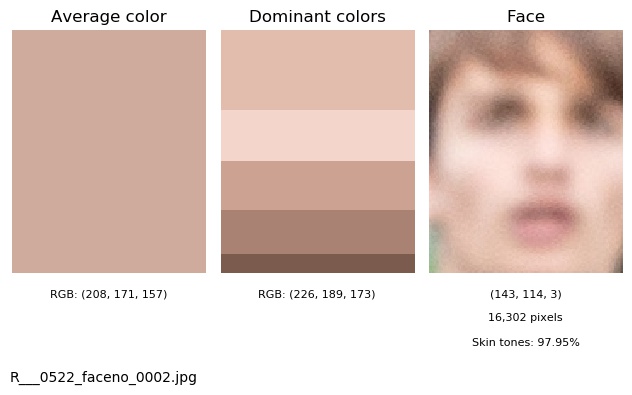 Average color
Dominant colors
Face
RGB: (208, 171, 157)
RGB: (226, 189, 173)
(143, 114, 3)
16,302 pixels
Skin tones: 97.95%
R___0522_faceno_0002.jpg